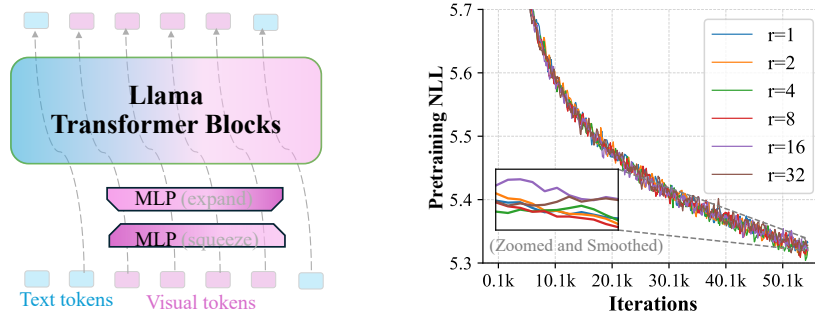 Llama
Transformer Blocks
MLP (expand)
MLP (squeeze)
Text tokens
Visual tokens
Pretraining NLL
5.7
5.6
5.5
5.4
5.3
r=1
r=2
r=4
r=8
r=16
r=32
(Zoomed and Smoothed)
0.1k 10.1k 20.1k 30.1k 40.1k 50.1k
Iterations